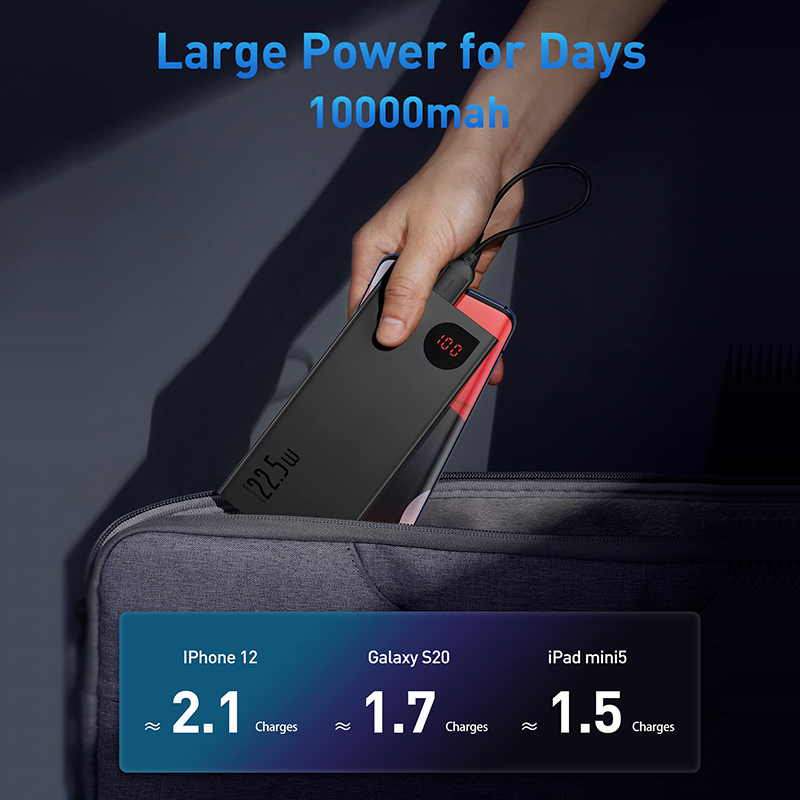 Large Power for Days
10000mah
100
22.5w
IPhone 12
≈ 2.1 Charges
Galaxy S20
≈ 1.7 Charges
iPad mini5
≈ 1.5 Charges